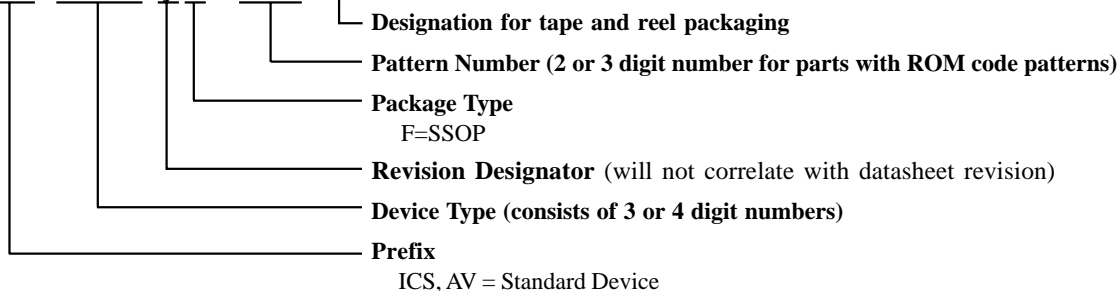 Designation for tape and reel packaging
Pattern Number (2 or 3 digit number for parts with ROM code patterns)
Package Type
F=SSOP
Revision Designator (will not correlate with datasheet revision)
Device Type (consists of 3 or 4 digit numbers)
Prefix
ICS, AV = Standard Device